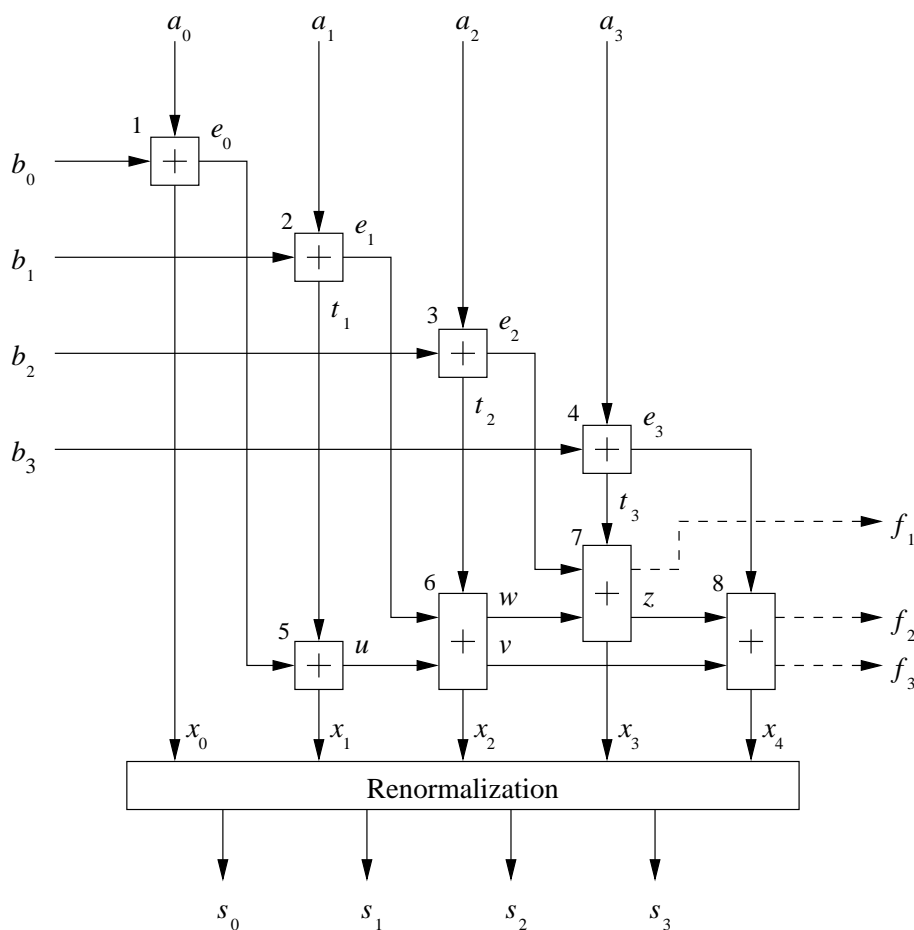 a₀ a₁ a₂ a₃
1 e₀
b₀ +
2 e₁
b₁ +
t₁ 3 e₂
b₂ +
t₂ 4 e₃
b₃ +
t₃
7 f₁
6 w + z 8 f₂
5 u + v + f₃
+
x₀ x₁ x₂ x₃ x₄
Renormalization
s₀ s₁ s₂ s₃